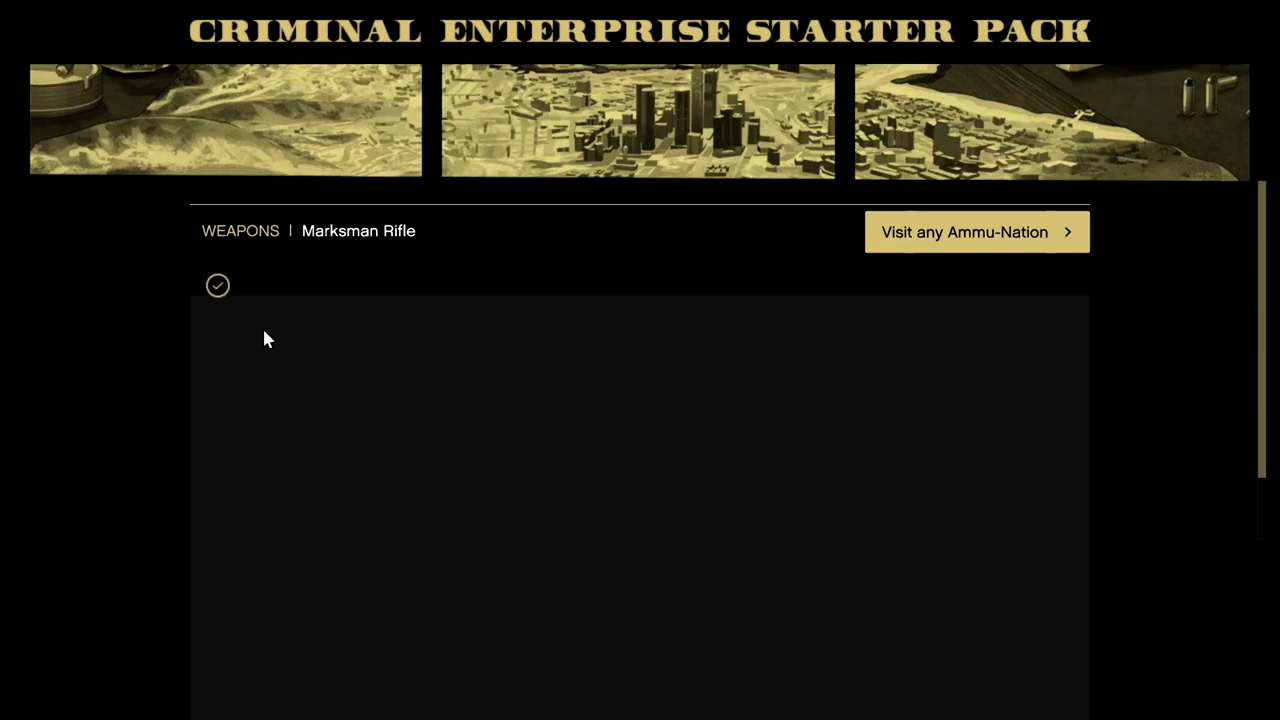 CRIMINAL ENTERPRISE STARTER PACK
WEAPONS | Marksman Rifle
Visit any Ammu-Nation